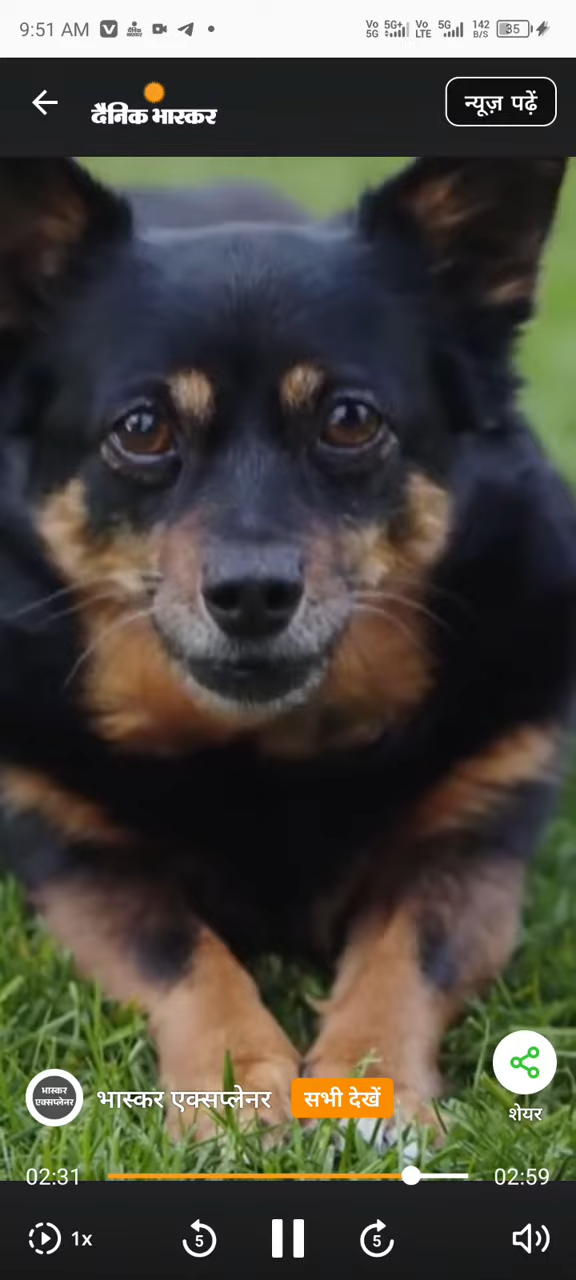 9:51 AM
Vo 5G 5G+ Vo LTE 5G 142 B/S 35
दैनिक भास्कर
न्यूज़ पढ़ें
भास्कर एक्सप्लेनर
भास्कर एक्सप्लेनर
सभी देखें
शेयर
02:31
02:59
1x
5
5